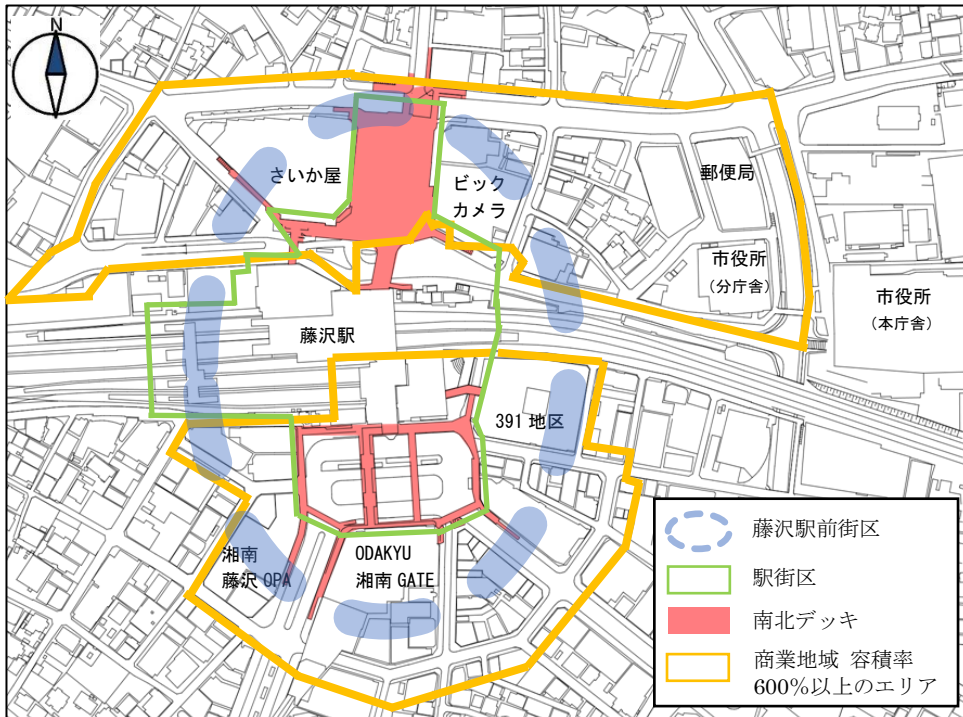 さいか屋
ビック
カメラ
郵便局
市役所
（分庁舎）
市役所
（本庁舎）
藤沢駅
391 地区
湘南
藤沢 OPA
ODAKYU
湘南 GATE
藤沢駅前街区
駅街区
南北デッキ
商業地域 容積率
600％以上のエリア